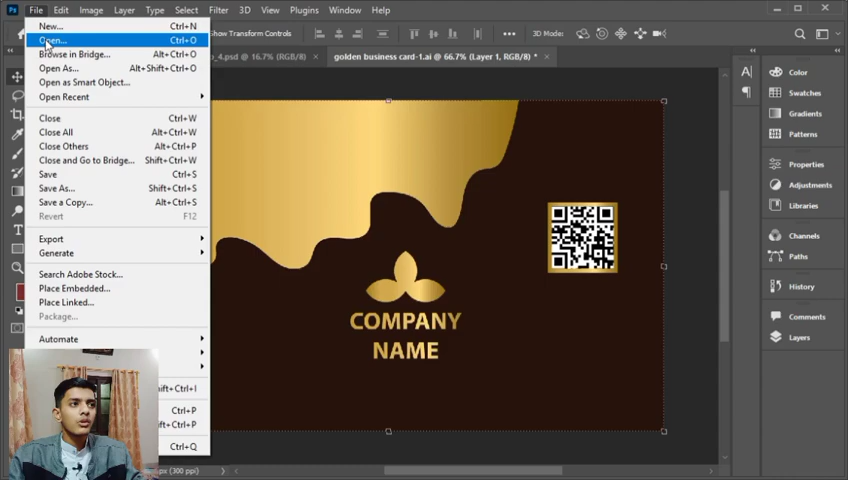 Ps File Edit Image Layer Type Select Filter 3D View Plugins Window Help
Show Transform Controls 3D Mode:
_4.psd @ 16.7% (RGB/8) × golden business card-1.ai @ 66.7% (Layer 1, RGB/8) * ×
New... Ctrl+N
Open... Ctrl+O
Browse in Bridge... Alt+Ctrl+O
Open As... Alt+Shift+Ctrl+O
Open as Smart Object...
Open Recent
Close Ctrl+W
Close All Alt+Ctrl+W
Close Others Alt+Ctrl+P
Close and Go to Bridge... Shift+Ctrl+W
Save Ctrl+S
Save As... Shift+Ctrl+S
Save a Copy... Alt+Ctrl+S
Revert F12
Export
Generate
Search Adobe Stock...
Place Embedded...
Place Linked...
Package...
Automate
ift+Ctrl+I
Ctrl+P
t+Ctrl+P
Ctrl+Q
COMPANY
NAME
px (300 ppi)
Color
Swatches
Gradients
Patterns
Properties
Adjustments
Libraries
Channels
Paths
History
Comments
Layers